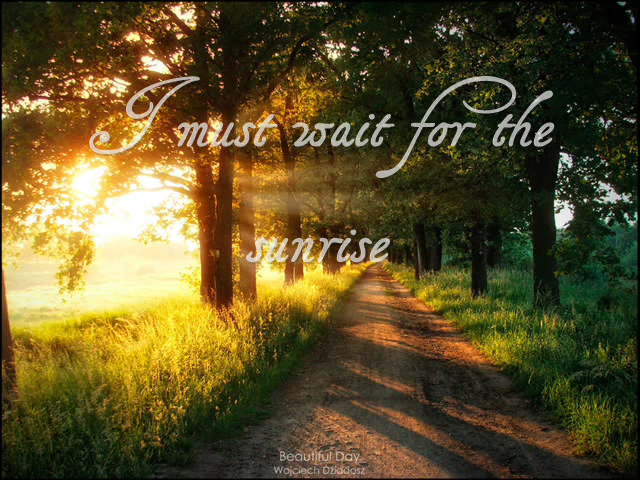 I must wait for the
sunrise
Beautiful Day
Wojciech Dziadosz